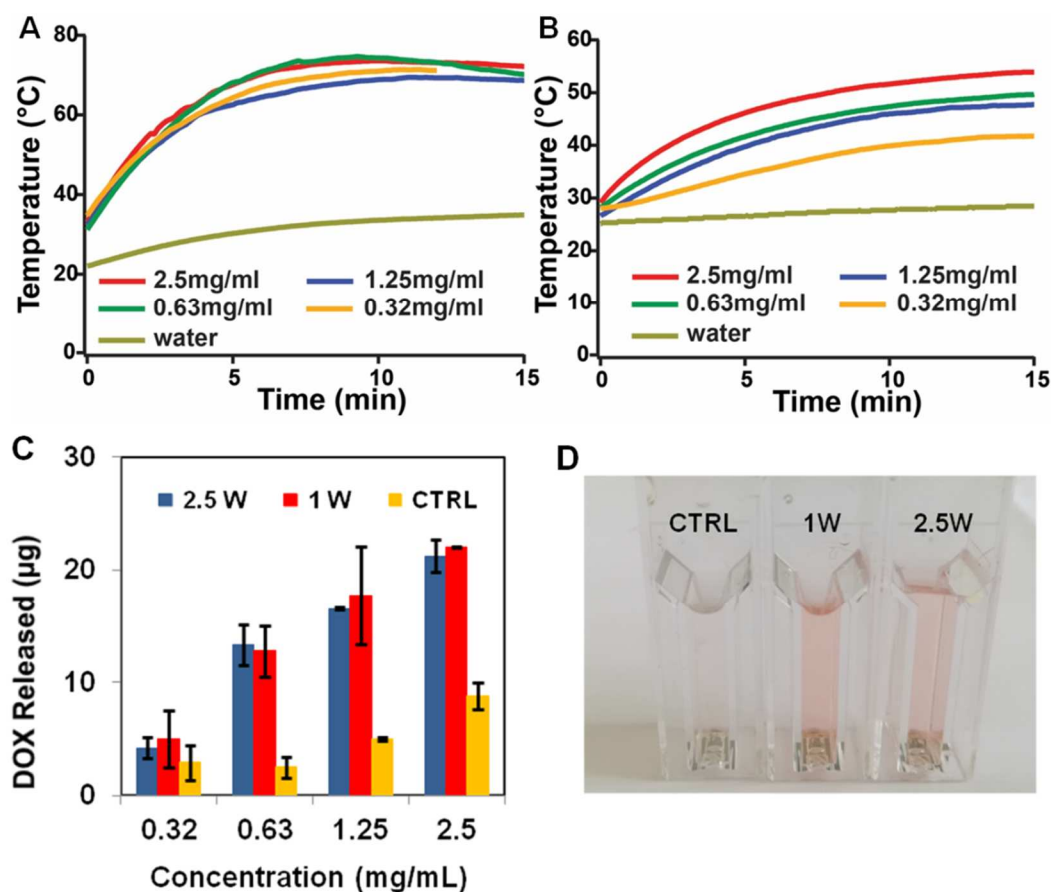 A
Temperature (°C)
80
60
40
20
0
0 5 10 15
Time (min)
2.5mg/ml 1.25mg/ml
0.63mg/ml 0.32mg/ml
water
B
Temperature (°C)
60
50
40
30
20
10
0
0 5 10 15
Time (min)
2.5mg/ml 1.25mg/ml
0.63mg/ml 0.32mg/ml
water
C
DOX Released (µg)
30
20
10
0
2.5 W 1 W CTRL
0.32 0.63 1.25 2.5
Concentration (mg/mL)
D
CTRL 1W 2.5W